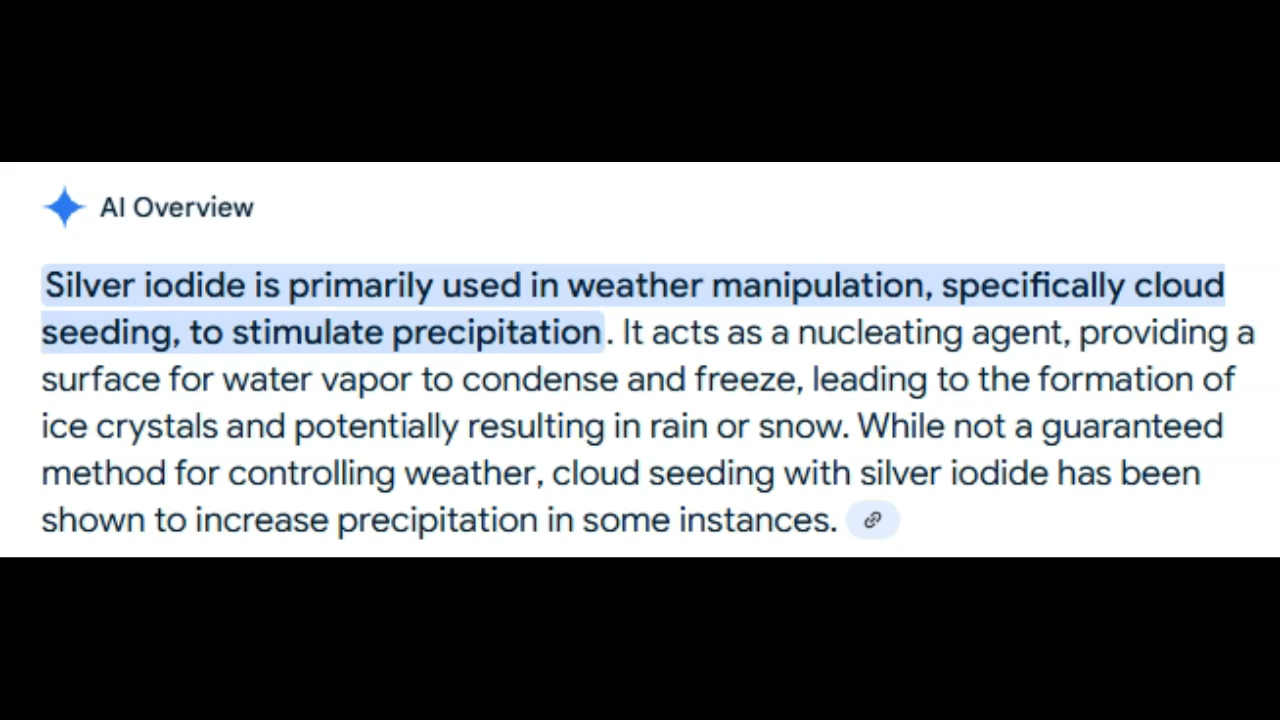 AI Overview
Silver iodide is primarily used in weather manipulation, specifically cloud
seeding, to stimulate precipitation. It acts as a nucleating agent, providing a
surface for water vapor to condense and freeze, leading to the formation of
ice crystals and potentially resulting in rain or snow. While not a guaranteed
method for controlling weather, cloud seeding with silver iodide has been
shown to increase precipitation in some instances.